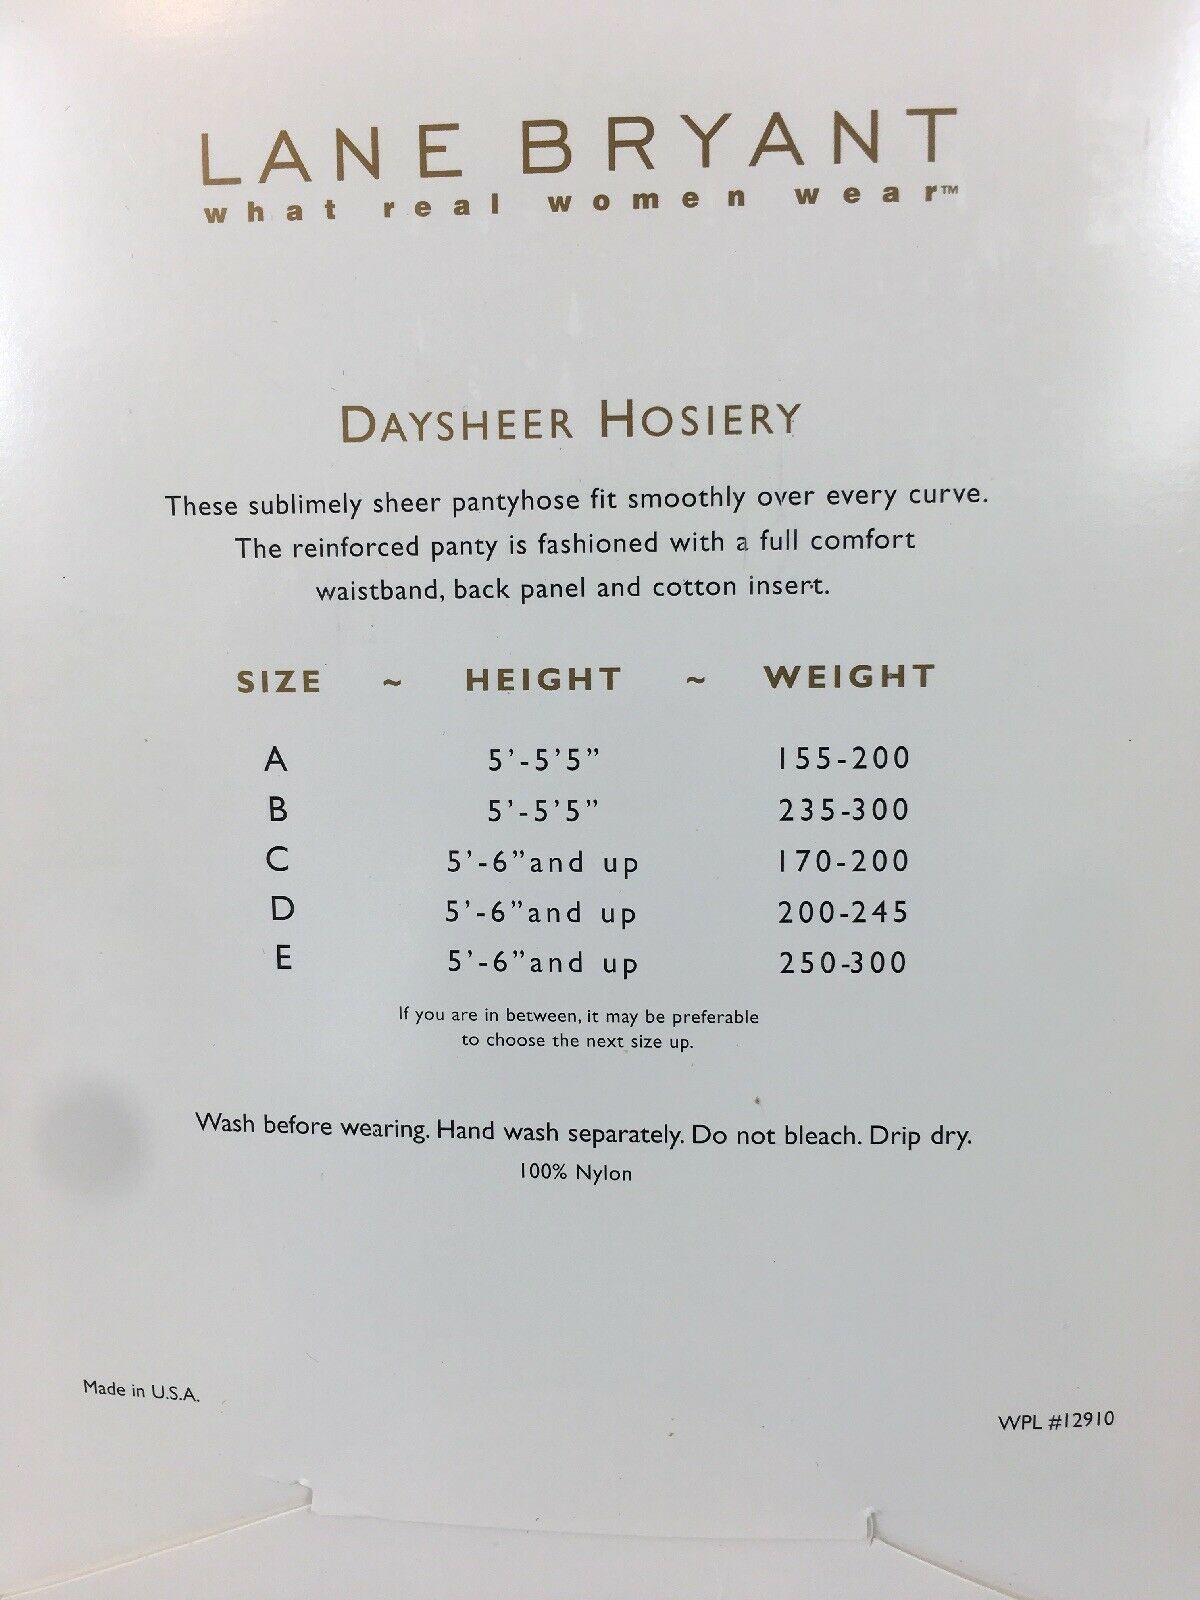 LANE BRYANT
what real women wear™
DAYSHEER HOSIERY
These sublimely sheer pantyhose fit smoothly over every curve.
The reinforced panty is fashioned with a full comfort
waistband, back panel and cotton insert.
SIZE ~ HEIGHT ~ WEIGHT
A 5'-5'5” 155-200
B 5'-5'5” 235-300
C 5'-6”and up 170-200
D 5'-6”and up 200-245
E 5'-6”and up 250-300
If you are in between, it may be preferable
to choose the next size up.
Wash before wearing. Hand wash separately. Do not bleach. Drip dry.
100% Nylon
Made in U.S.A.
WPL #12910